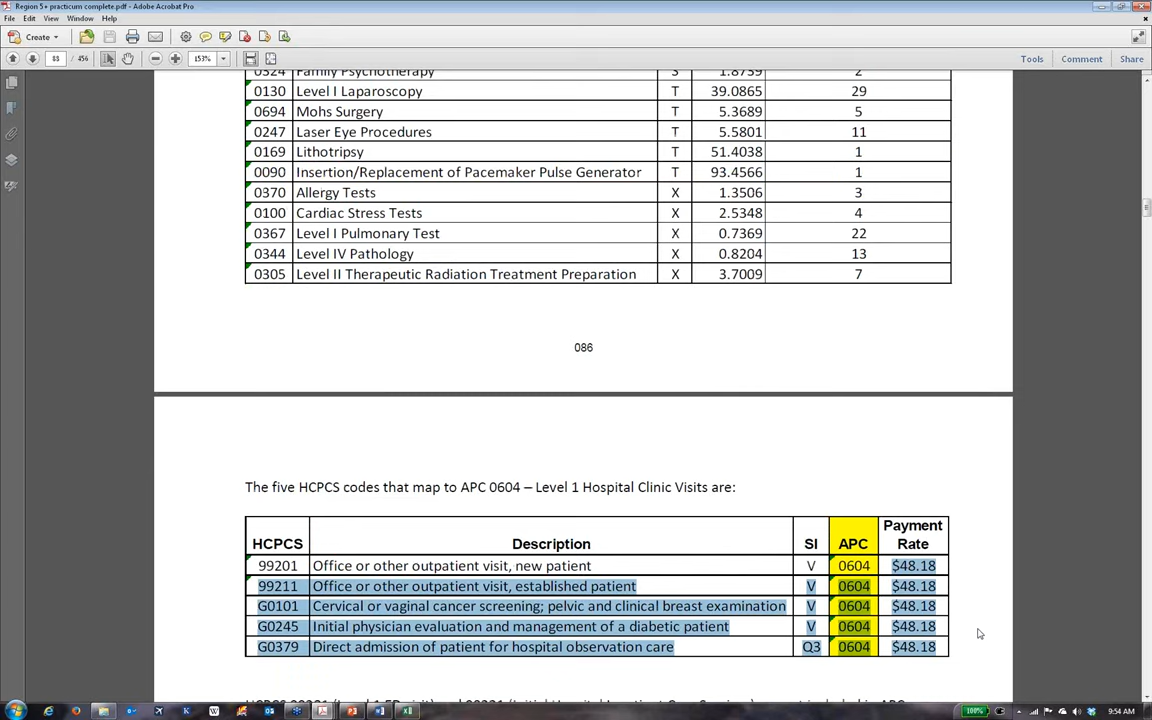 Region 5+ practicum complete.pdf - Adobe Acrobat Pro
File Edit View Window Help
Create
88 / 456 153% Tools Comment Share
0324 Family Psychotherapy S 1.8739 2
0130 Level I Laparoscopy T 39.0865 29
0694 Mohs Surgery T 5.3689 5
0247 Laser Eye Procedures T 5.5801 11
0169 Lithotripsy T 51.4038 1
0090 Insertion/Replacement of Pacemaker Pulse Generator T 93.4566 1
0370 Allergy Tests X 1.3506 3
0100 Cardiac Stress Tests X 2.5348 4
0367 Level I Pulmonary Test X 0.7369 22
0344 Level IV Pathology X 0.8204 13
0305 Level II Therapeutic Radiation Treatment Preparation X 3.7009 7
086
The five HCPCS codes that map to APC 0604 – Level 1 Hospital Clinic Visits are:
HCPCS Description SI APC Payment Rate
99201 Office or other outpatient visit, new patient V 0604 $48.18
99211 Office or other outpatient visit, established patient V 0604 $48.18
G0101 Cervical or vaginal cancer screening; pelvic and clinical breast examination V 0604 $48.18
G0245 Initial physician evaluation and management of a diabetic patient V 0604 $48.18
G0379 Direct admission of patient for hospital observation care Q3 0604 $48.18
100% 9:54 AM